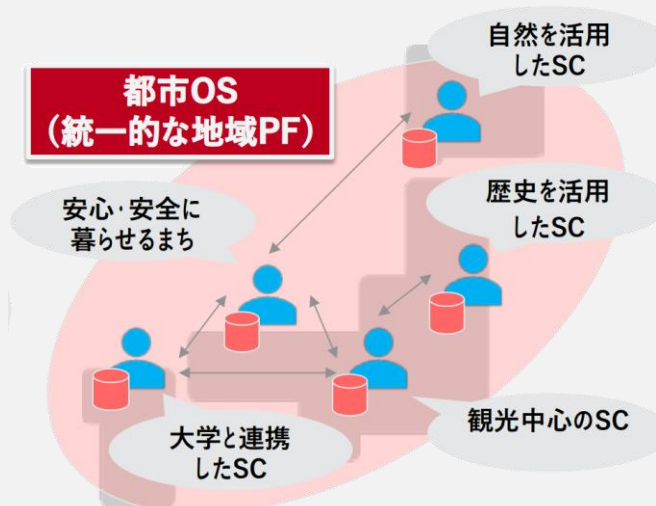 自然を活用
したSC
都市OS
（統一的な地域PF）
安心・安全に
暮らせるまち
歴史を活用
したSC
大学と連携
したSC
観光中心のSC